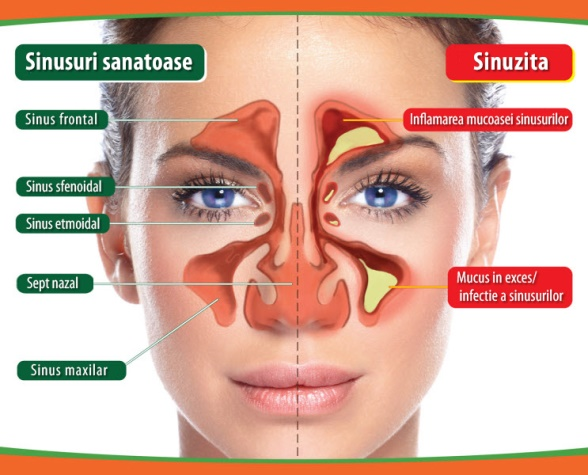 Sinusuri sanatoase
Sinuzita
Sinus frontal
Inflamarea mucoasei sinusurilor
Sinus sfenoidal
Sinus etmoidal
Sept nazal
Mucus in exces/
infectie a sinusurilor
Sinus maxilar